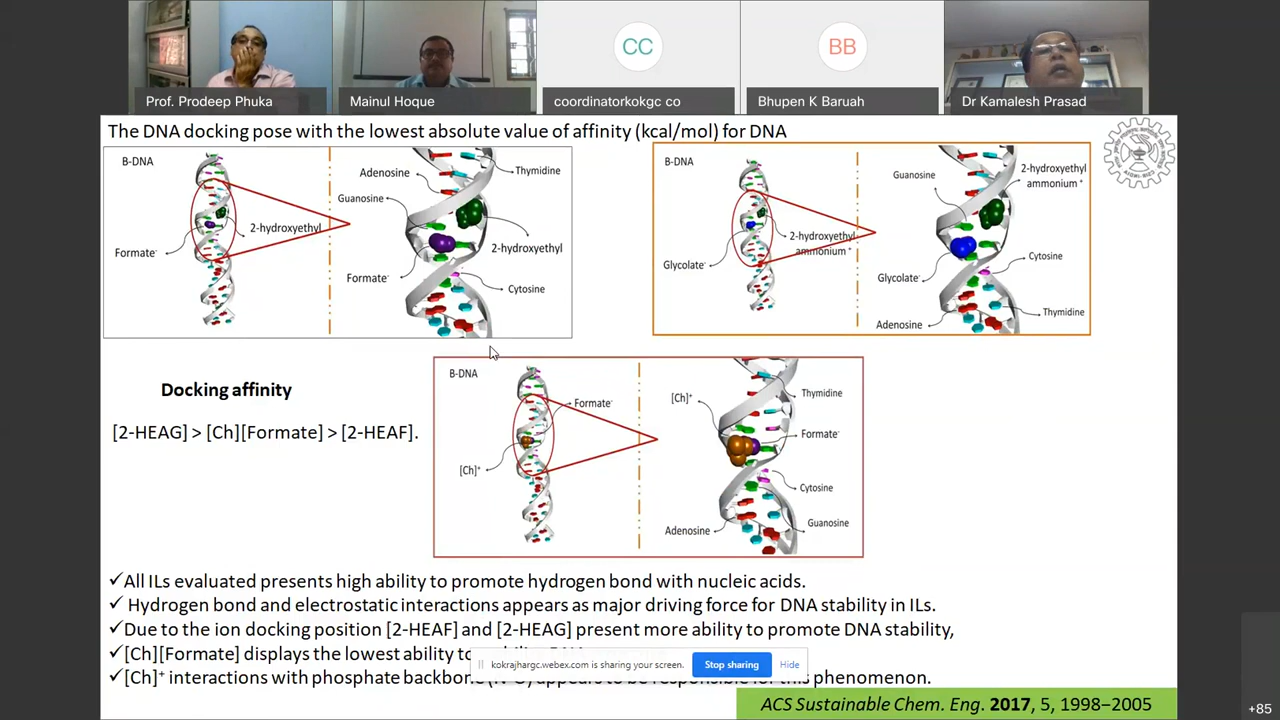 CC
BB
Prof. Prodeep Phuka
Mainul Hoque
coordinatorkokgc co
Bhupen K Baruah
Dr Kamalesh Prasad
The DNA docking pose with the lowest absolute value of affinity (kcal/mol) for DNA
B-DNA
Formate-
2-hydroxyethyl
Adenosine
Guanosine
Formate-
Thymidine
2-hydroxyethyl
Cytosine
B-DNA
Glycolate-
2-hydroxyethyl
ammonium +
Guanosine
Glycolate-
Adenosine
2-hydroxyethyl
ammonium+
Cytosine
Thymidine
Docking affinity
[2-HEAG] > [Ch][Formate] > [2-HEAF].
B-DNA
Formate-
[Ch]+
[Ch]+
Adenosine
Thymidine
Formate-
Cytosine
Guanosine
✓All ILs evaluated presents high ability to promote hydrogen bond with nucleic acids.
✓ Hydrogen bond and electrostatic interactions appears as major driving force for DNA stability in ILs.
✓Due to the ion docking position [2-HEAF] and [2-HEAG] present more ability to promote DNA stability,
✓[Ch][Formate] displays the lowest ability to
✓[Ch]+ interactions with phosphate backbone appears to be responsible for this phenomenon.
kokrajhargc.webex.com is sharing your screen.
Stop sharing
Hide
ACS Sustainable Chem. Eng. 2017, 5, 1998−2005
+85